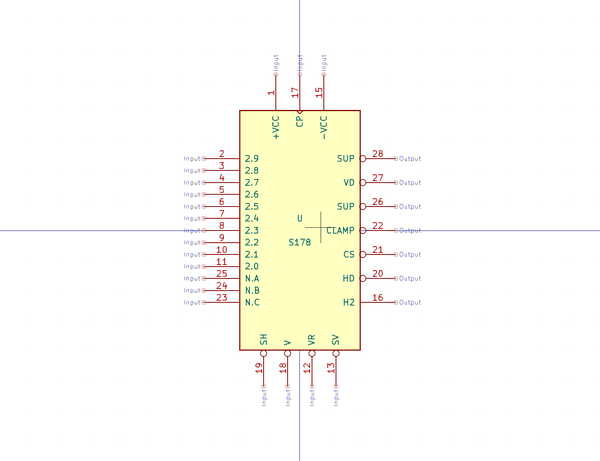 Input Input Input
1 17 15
+VCC CP -VCC
Input 2 2.9 SUP 28 Output
Input 3 2.8
Input 4 2.7 VD 27 Output
Input 5 2.6
Input 6 2.5 SUP 26 Output
Input 7 2.4 U
Input 8 2.3 CLAMP 22 Output
Input 9 2.2 S178
Input 10 2.1 CS 21 Output
Input 11 2.0
Input 25 N.A HD 20 Output
Input 24 N.B
Input 23 N.C H2 16 Output
SH V VR SV
19 18 12 13
Input Input Input Input